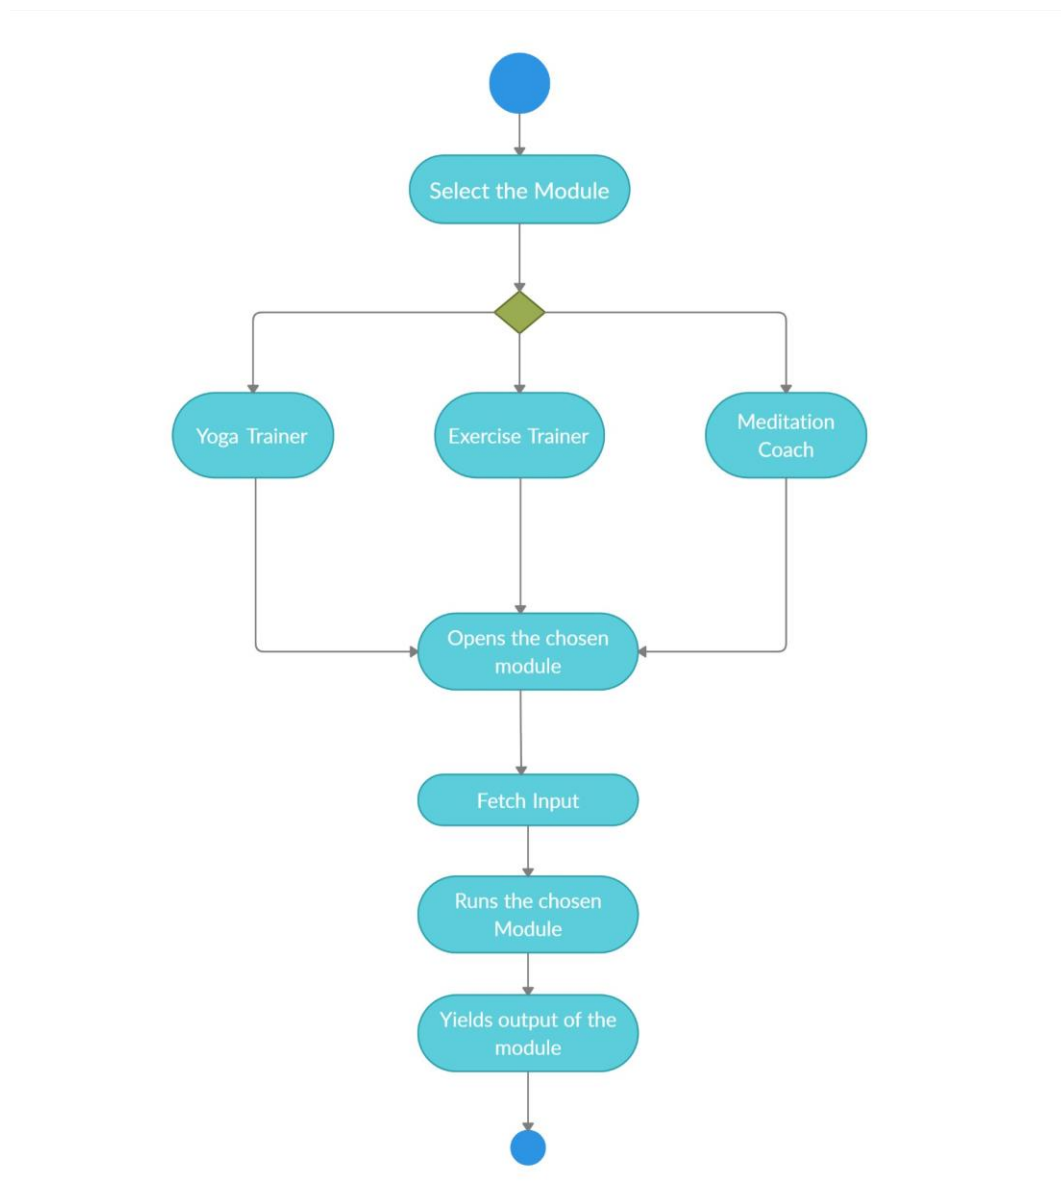 Select the Module
Yoga Trainer
Exercise Trainer
Meditation
Coach
Opens the chosen
module
Fetch Input
Runs the chosen
Module
Yields output of the
module